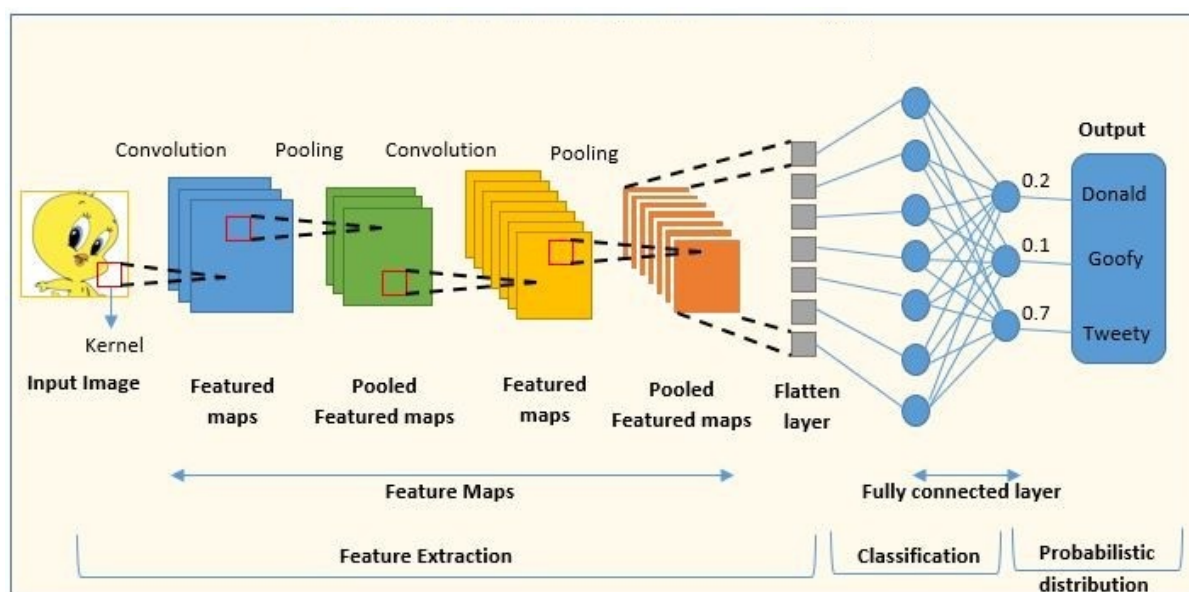 Convolution
Pooling
Convolution
Pooling
Output
0.2
Donald
0.1
Goofy
0.7
Tweety
Kernel
Input Image
Featured
maps
Pooled
Featured maps
Featured
maps
Pooled
Featured maps
Flatten
layer
Feature Maps
Fully connected layer
Feature Extraction
Classification
Probabilistic
distribution